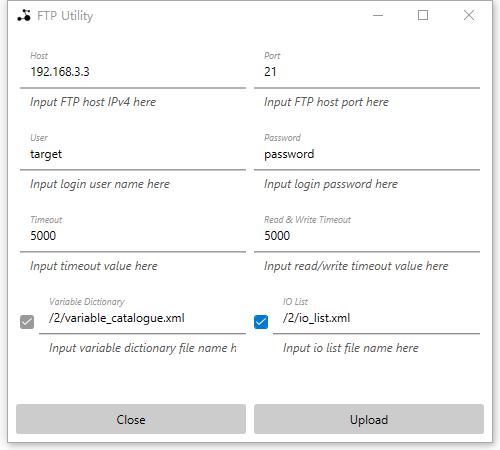 FTP Utility
Host
Port
192.168.3.3
21
Input FTP host IPv4 here
Input FTP host port here
User
Password
target
password
Input login user name here
Input login password here
Timeout
Read & Write Timeout
5000
5000
Input timeout value here
Input read/write timeout value here
Variable Dictionary
IO List
/2/variable_catalogue.xml
/2/io_list.xml
Input variable dictionary file name h
Input io list file name here
Close
Upload